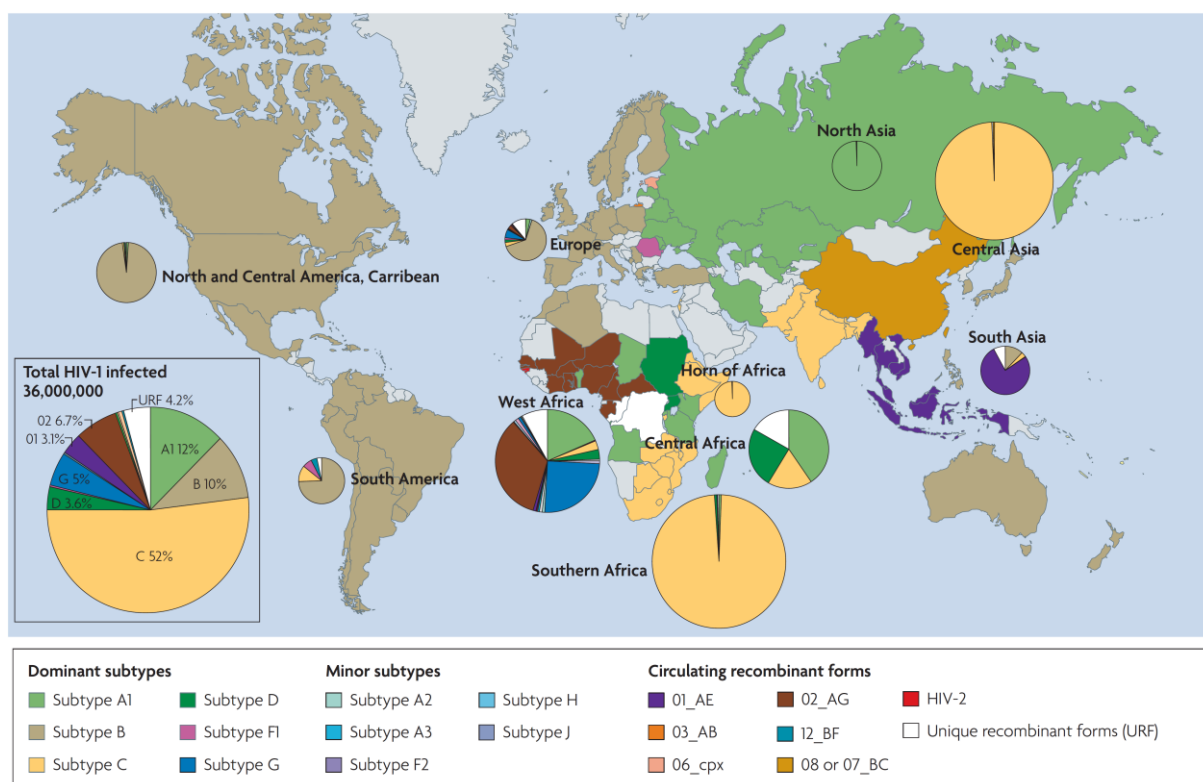 North Asia
Central Asia
Europe
North and Central America, Carribean
South Asia
Horn of Africa
West Africa
Central Africa
South America
Southern Africa
Total HIV-1 infected
36,000,000
URF 4.2%
02 6.7%
01 3.1%
A1 12%
G 5%
B 10%
D 3.6%
C 52%
Dominant subtypes
Subtype A1
Subtype B
Subtype C
Subtype D
Subtype F1
Subtype G
Minor subtypes
Subtype A2
Subtype A3
Subtype F2
Subtype H
Subtype J
Circulating recombinant forms
01_AE
03_AB
06_cpx
02_AG
12_BF
08 or 07_BC
HIV-2
Unique recombinant forms (URF)